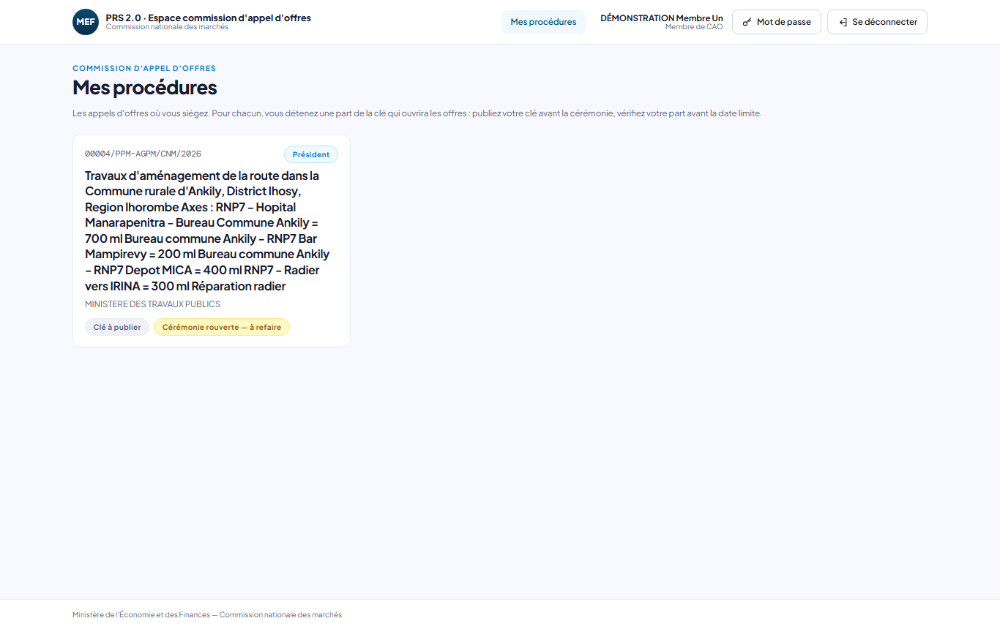 MEF
PRS 2.0 · Espace commission d'appel d'offres
Commission nationale des marchés
Mes procédures
DÉMONSTRATION Membre Un
Membre de CAO
Mot de passe
Se déconnecter
COMMISSION D'APPEL D'OFFRES
Mes procédures
Les appels d'offres où vous siégez. Pour chacun, vous détenez une part de la clé qui ouvrira les offres : publiez votre clé avant la cérémonie, vérifiez votre part avant la date limite.
00004/PPM-AGPM/CNM/2026
Président
Travaux d'aménagement de la route dans la
Commune rurale d'Ankily, District Ihosy,
Region Ihorombe Axes : RNP7 - Hopital
Manarapenitra - Bureau Commune Ankily =
700 ml Bureau commune Ankily - RNP7 Bar
Mampirevy = 200 ml Bureau commune Ankily
- RNP7 Depot MICA = 400 ml RNP7 - Radier
vers IRINA = 300 ml Réparation radier
MINISTERE DES TRAVAUX PUBLICS
Clé à publier
Cérémonie rouverte — à refaire
Ministère de l'Économie et des Finances — Commission nationale des marchés